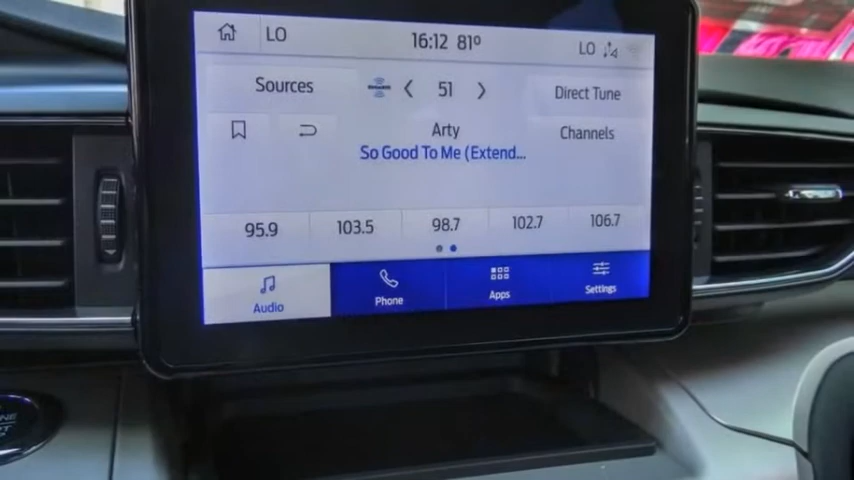 LO 16:12 81º LO
Sources 51 Direct Tune
Arty Channels
So Good To Me (Extend...
95.9 103.5 98.7 102.7 106.7
Audio Phone Apps Settings